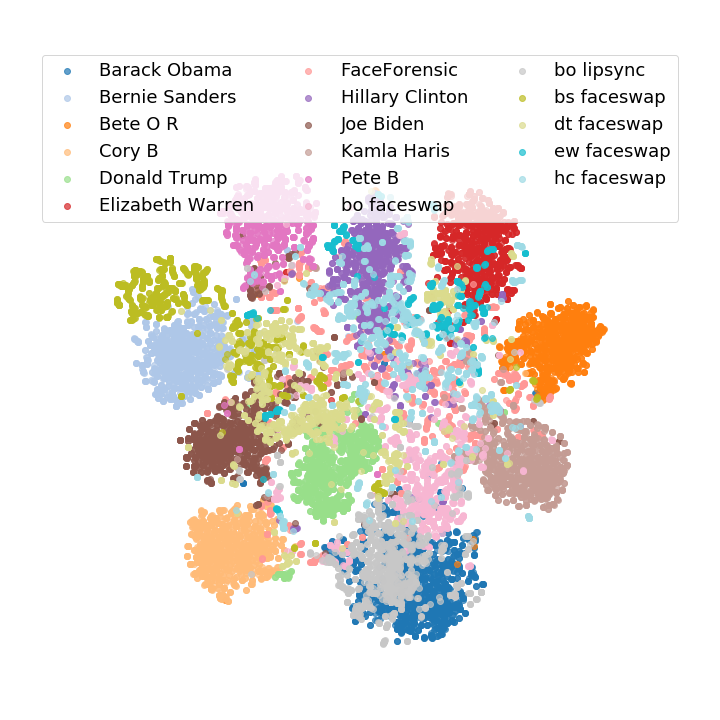 Barack Obama
Bernie Sanders
Bete O R
Cory B
Donald Trump
Elizabeth Warren
FaceForensic
Hillary Clinton
Joe Biden
Kamla Haris
Pete B
bo faceswap
bo lipsync
bs faceswap
dt faceswap
ew faceswap
hc faceswap